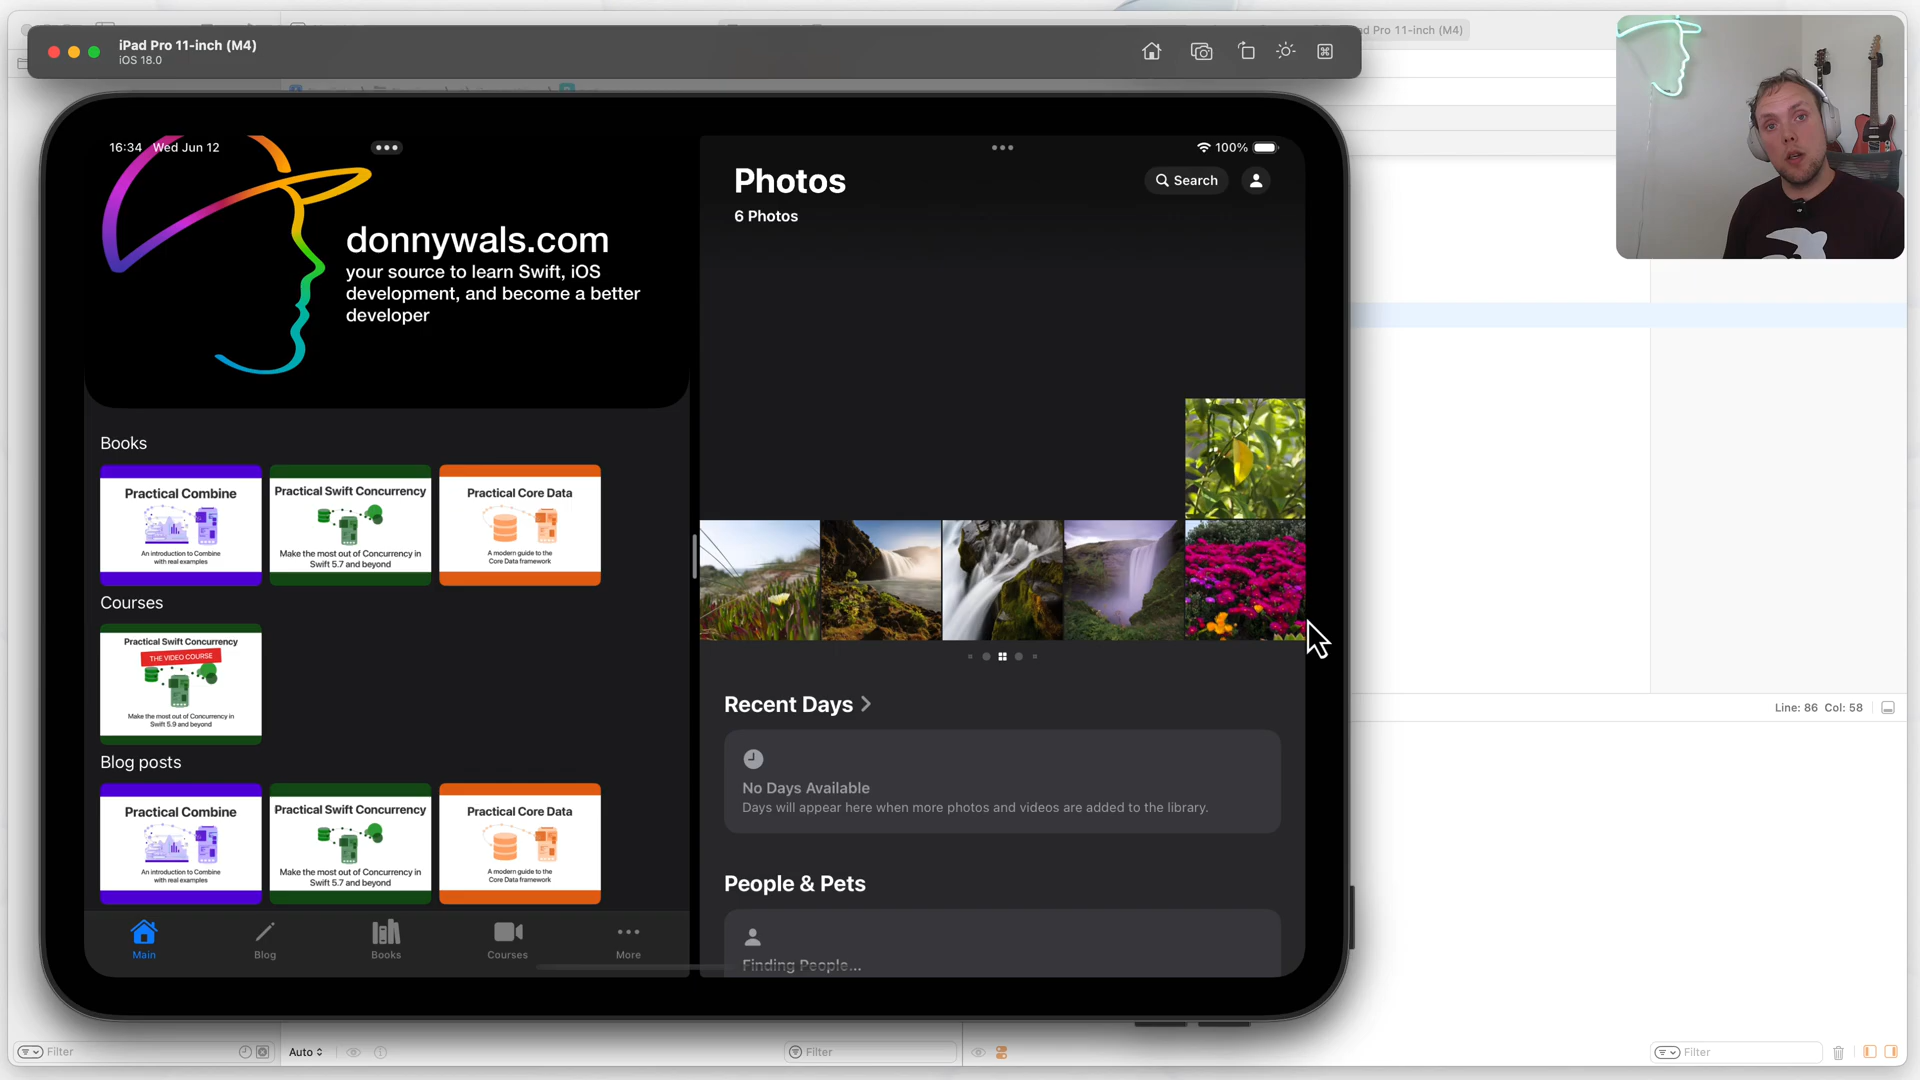 Pad Pro 11-inch (M4)
iPad Pro 11-inch (M4)
iOS 18.0
16:34 Wed Jun 12
donnywals.com
your source to learn Swift, iOS
development, and become a better
developer
Books
Practical Combine
An introduction to Combine
with real examples
Practical Swift Concurrency
Make the most out of Concurrency in
Swift 5.7 and beyond
Practical Core Data
A modern guide to the
Core Data framework
Courses
Practical Swift Concurrency
THE VIDEO COURSE
Make the most out of Concurrency in
Swift 5.9 and beyond
Blog posts
Practical Combine
An introduction to Combine
with real examples
Practical Swift Concurrency
Make the most out of Concurrency in
Swift 5.7 and beyond
Practical Core Data
A modern guide to the
Core Data framework
Main
Blog
Books
Courses
More
100%
Photos
Search
6 Photos
Recent Days
No Days Available
Days will appear here when more photos and videos are added to the library.
People & Pets
Finding People...
Line: 86 Col: 58
Filter
Auto
Filter
Filter